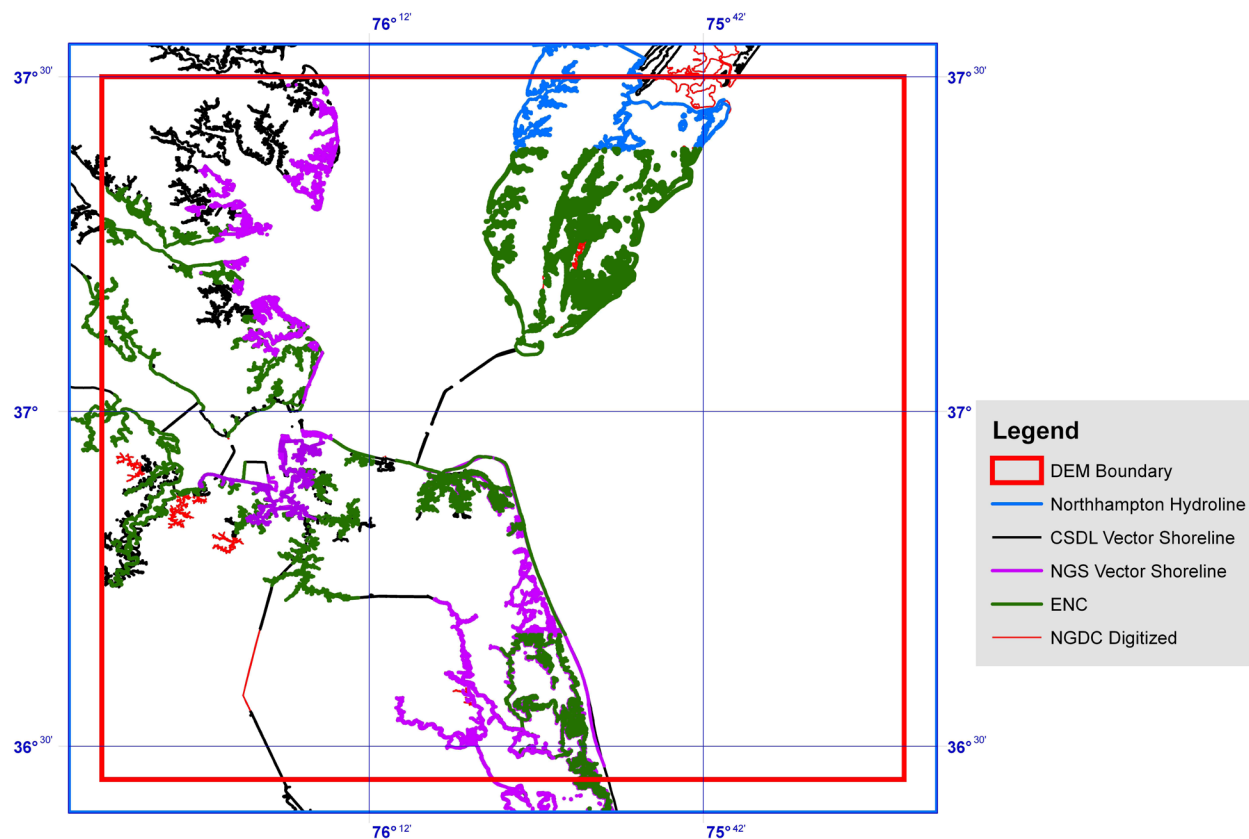 76° 12'
75° 42'
37° 30'
37° 30'
37°
37°
36° 30'
36° 30'
76° 12'
75° 42'
Legend
DEM Boundary
Northhampton Hydroline
CSDL Vector Shoreline
NGS Vector Shoreline
ENC
NGDC Digitized